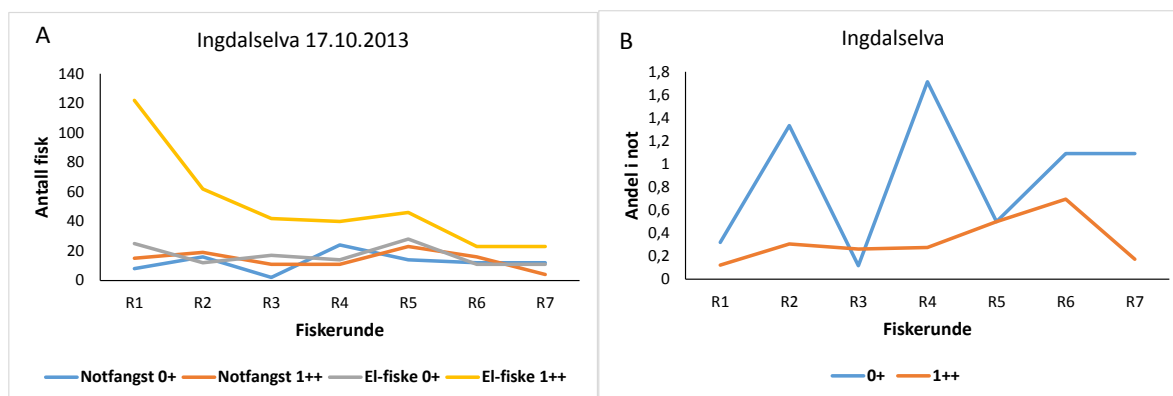 A
Ingdalselva 17.10.2013
140
120
100
80
60
40
20
0
Antall fisk
R1 R2 R3 R4 R5 R6 R7
Fiskerunde
Notfangst 0+ Notfangst 1++ El-fiske 0+ El-fiske 1++
B
Ingdalselva
1,8
1,6
1,4
1,2
1
0,8
0,6
0,4
0,2
0
Andel i not
R1 R2 R3 R4 R5 R6 R7
Fiskerunde
0+ 1++